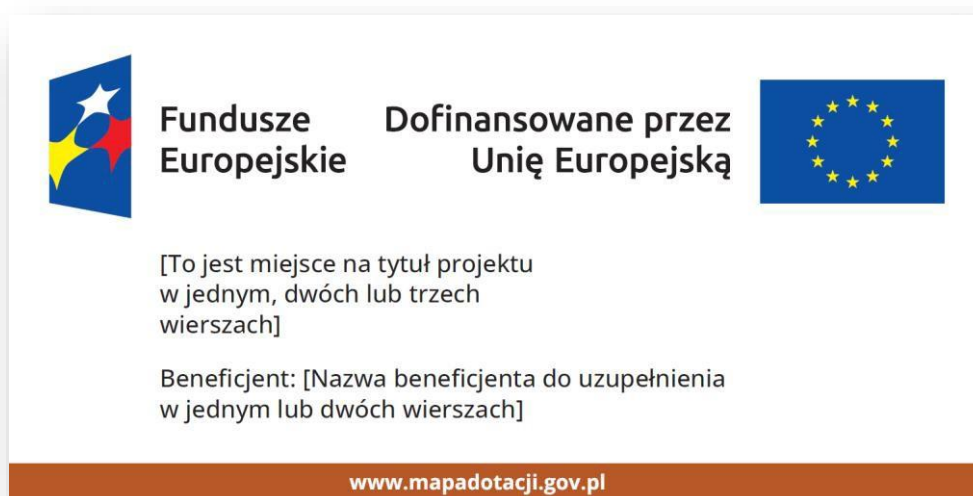 Fundusze
Europejskie
Dofinansowane przez
Unię Europejską
[To jest miejsce na tytuł projektu
w jednym, dwóch lub trzech
wierszach]
Beneficjent: [Nazwa beneficjenta do uzupełnienia
w jednym lub dwóch wierszach]
www.mapadotacji.gov.pl